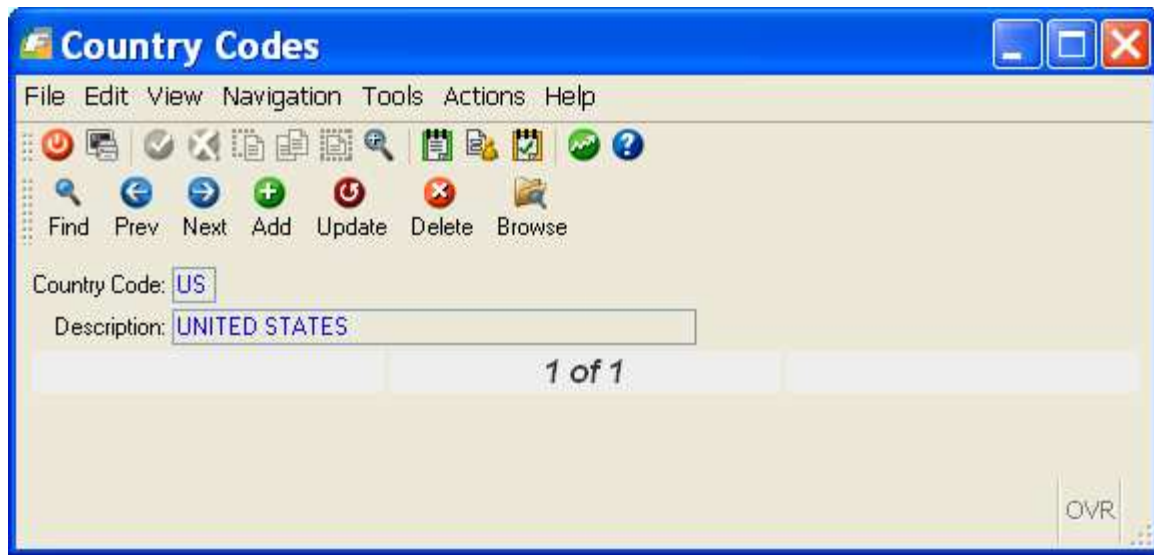 Country Codes
File Edit View Navigation Tools Actions Help
Find Prev Next Add Update Delete Browse
Country Code: US
Description: UNITED STATES
1 of 1
OVR